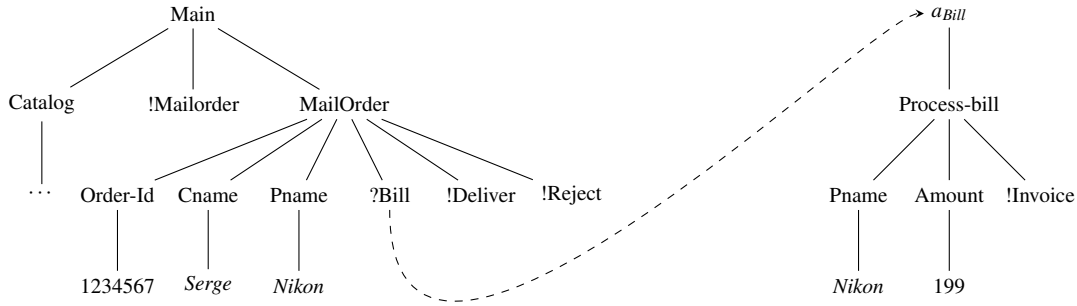 Main a_Bill
Catalog !Mailorder MailOrder Process-bill
... Order-Id Cname Pname ?Bill !Deliver !Reject Pname Amount !Invoice
1234567 Serge Nikon Nikon 199